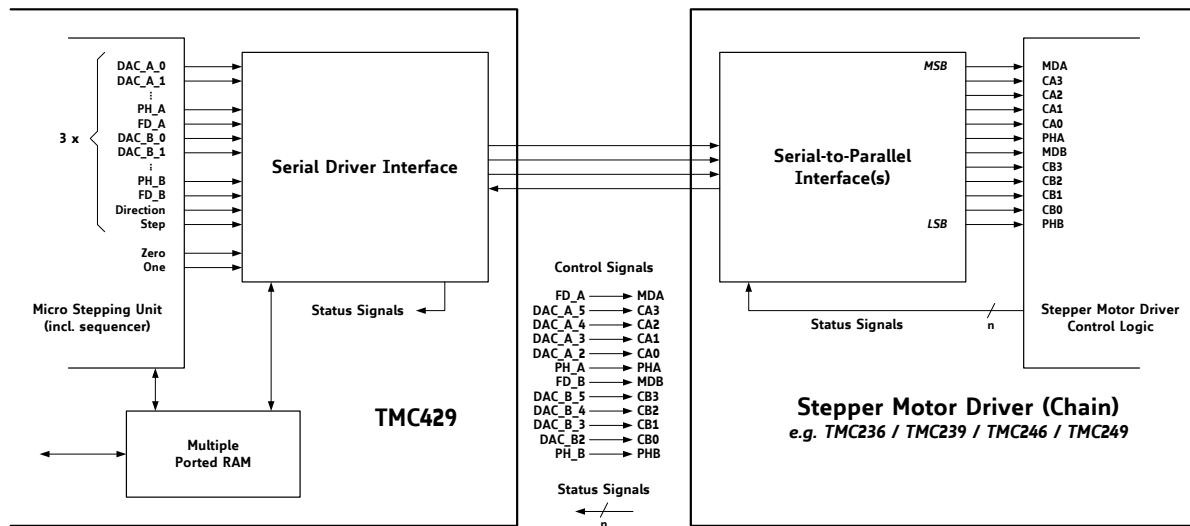 DAC_A_0
DAC_A_1
⋮
PH_A
FD_A
3 x
DAC_B_0
DAC_B_1
⋮
PH_B
FD_B
Direction
Step
Zero
One
Micro Stepping Unit
(incl. sequencer)
Serial Driver Interface
Status Signals
TMC429
Multiple
Ported RAM
Control Signals
FD_A MDA
DAC_A_5 CA3
DAC_A_4 CA2
DAC_A_3 CA1
DAC_A_2 CA0
PH_A PHA
FD_B MDB
DAC_B_5 CB3
DAC_B_4 CB2
DAC_B_3 CB1
DAC_B2 CB0
PH_B PHB
Status Signals
n
Serial-to-Parallel
Interface(s)
MSB
LSB
MDA
CA3
CA2
CA1
CA0
PHA
MDB
CB3
CB2
CB1
CB0
PHB
Status Signals
n
Stepper Motor Driver
Control Logic
Stepper Motor Driver (Chain)
e.g. TMC236 / TMC239 / TMC246 / TMC249